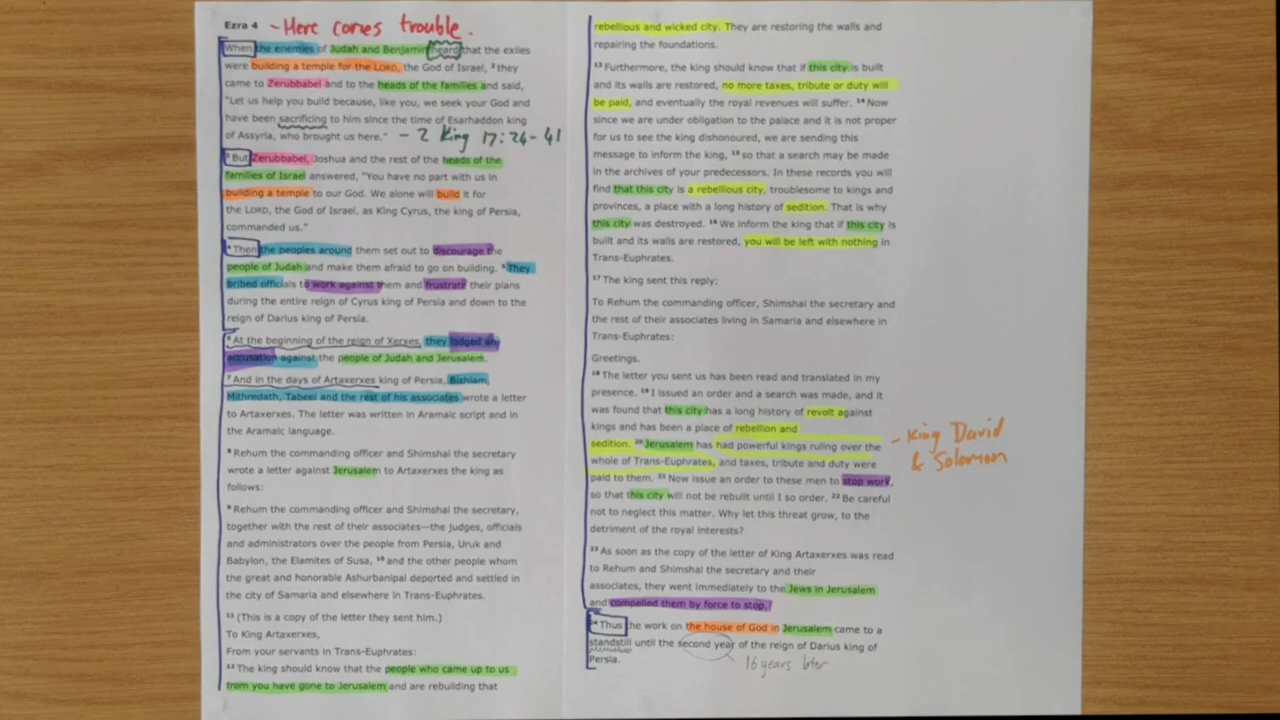 Ezra 4 - Here comes trouble.
When the enemies of Judah and Benjamin heard that the exiles
were building a temple for the LORD, the God of Israel, ² they
came to Zerubbabel and to the heads of the families and said,
"Let us help you build because, like you, we seek your God and
have been sacrificing to him since the time of Esarhaddon king
of Assyria, who brought us here." - 2 King 17:24-41
³ But Zerubbabel, Joshua and the rest of the heads of the
families of Israel answered, "You have no part with us in
building a temple to our God. We alone will build it for
the LORD, the God of Israel, as King Cyrus, the king of Persia,
commanded us."
⁴ Then the peoples around them set out to discourage the
people of Judah and make them afraid to go on building. ⁵ They
bribed officials to work against them and frustrate their plans
during the entire reign of Cyrus king of Persia and down to the
reign of Darius king of Persia.
⁶ At the beginning of the reign of Xerxes, they lodged an
accusation against the people of Judah and Jerusalem.
⁷ And in the days of Artaxerxes king of Persia, Bishlam,
Mithredath, Tabeel and the rest of his associates wrote a letter
to Artaxerxes. The letter was written in Aramaic script and in
the Aramaic language.
⁸ Rehum the commanding officer and Shimshai the secretary
wrote a letter against Jerusalem to Artaxerxes the king as
follows:
⁹ Rehum the commanding officer and Shimshai the secretary,
together with the rest of their associates—the judges, officials
and administrators over the people from Persia, Uruk and
Babylon, the Elamites of Susa, ¹⁰ and the other people whom
the great and honorable Ashurbanipal deported and settled in
the city of Samaria and elsewhere in Trans-Euphrates.
¹¹ (This is a copy of the letter they sent him.)
To King Artaxerxes,
From your servants in Trans-Euphrates:
¹² The king should know that the people who came up to us
from you have gone to Jerusalem and are rebuilding that
rebellious and wicked city. They are restoring the walls and
repairing the foundations.
¹³ Furthermore, the king should know that if this city is built
and its walls are restored, no more taxes, tribute or duty will
be paid, and eventually the royal revenues will suffer. ¹⁴ Now
since we are under obligation to the palace and it is not proper
for us to see the king dishonoured, we are sending this
message to inform the king, ¹⁵ so that a search may be made
in the archives of your predecessors. In these records you will
find that this city is a rebellious city, troublesome to kings and
provinces, a place with a long history of sedition. That is why
this city was destroyed. ¹⁶ We inform the king that if this city is
built and its walls are restored, you will be left with nothing in
Trans-Euphrates.
¹⁷ The king sent this reply:
To Rehum the commanding officer, Shimshai the secretary and
the rest of their associates living in Samaria and elsewhere in
Trans-Euphrates:
Greetings.
¹⁸ The letter you sent us has been read and translated in my
presence. ¹⁹ I issued an order and a search was made, and it
was found that this city has a long history of revolt against
kings and has been a place of rebellion and
sedition. ²⁰ Jerusalem has had powerful kings ruling over the
whole of Trans-Euphrates, and taxes, tribute and duty were
paid to them. ²¹ Now issue an order to these men to stop work,
so that this city will not be rebuilt until I so order. ²² Be careful
not to neglect this matter. Why let this threat grow, to the
detriment of the royal interests?
- King David
& Solomon
²³ As soon as the copy of the letter of King Artaxerxes was read
to Rehum and Shimshai the secretary and their
associates, they went immediately to the Jews in Jerusalem
and compelled them by force to stop.
²⁴ Thus the work on the house of God in Jerusalem came to a
standstill until the second year of the reign of Darius king of
Persia.
16 years later